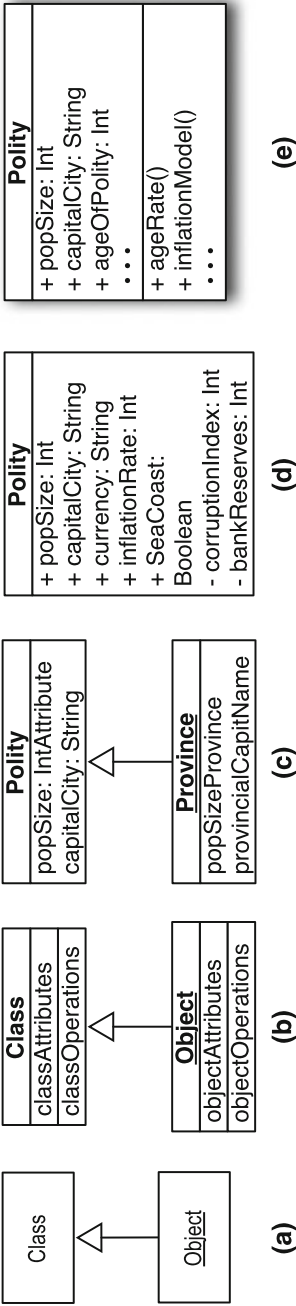 Class
Object
(a)
Class
classAttributes
classOperations
Object
objectAttributes
objectOperations
(b)
Polity
popSize: IntAttribute
capitalCity: String
Province
popSizeProvince
provincialCapitName
(c)
Polity
+ popSize: Int
+ capitalCity: String
+ currency: String
+ inflationRate: Int
+ SeaCoast:
Boolean
- corruptionIndex: Int
- bankReserves: Int
(d)
Polity
+ popSize: Int
+ capitalCity: String
+ ageOfPolity: Int
• • •
+ ageRate()
+ inflationModel()
• • •
(e)